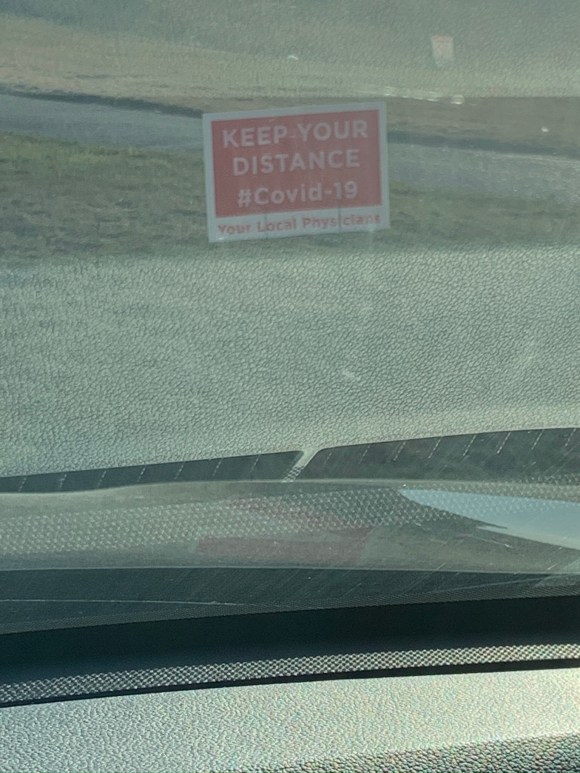 KEEP YOUR
DISTANCE
#Covid-19
Your Local Physicians